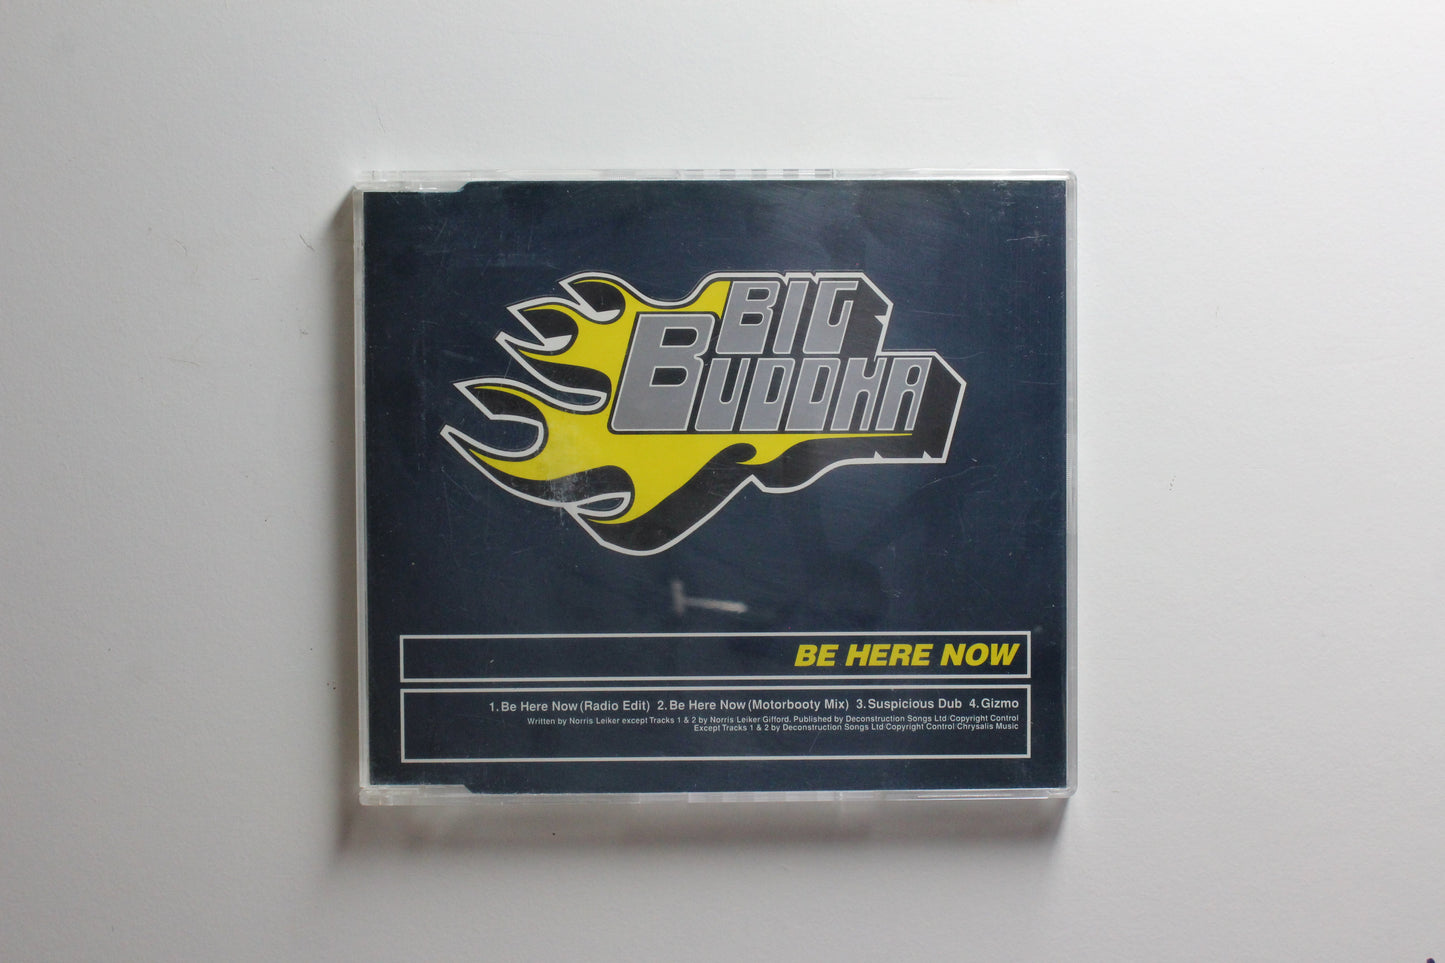 BIG
BUDDHA
BE HERE NOW
1. Be Here Now (Radio Edit) 2. Be Here Now (Motorbooty Mix) 3. Suspicious Dub 4. Gizmo
Written by Norris Leiker except Tracks 1 & 2 by Norris Leiker Gifford. Published by Deconstruction Songs Ltd/Copyright Control
Except Tracks 1 & 2 by Deconstruction Songs Ltd/Copyright Control Chrysalis Music